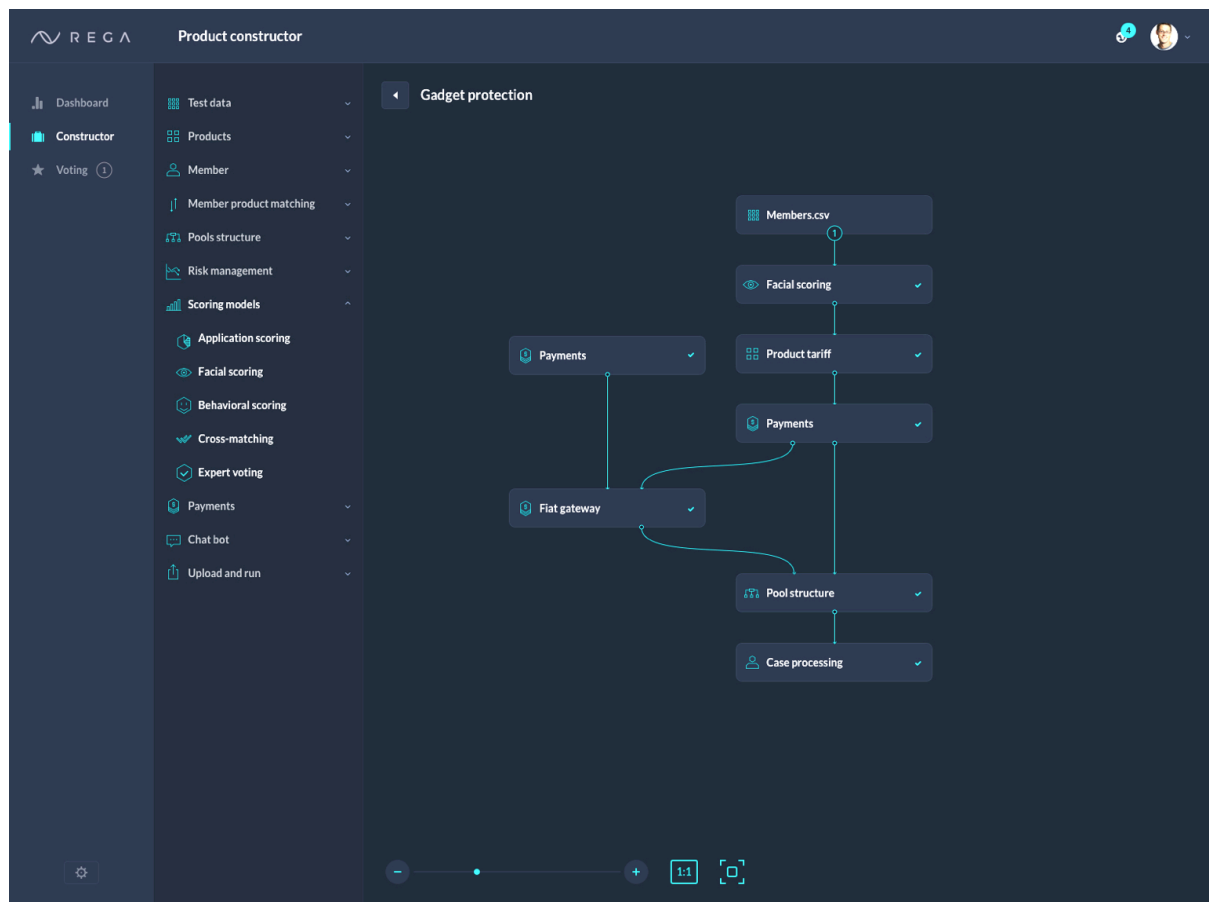 REGA
Product constructor
4
Dashboard
Constructor
Voting 1
Test data
Products
Member
Member product matching
Pools structure
Risk management
Scoring models
Application scoring
Facial scoring
Behavioral scoring
Cross-matching
Expert voting
Payments
Chat bot
Upload and run
Gadget protection
Members.csv
1
Facial scoring
Product tariff
Payments
Payments
Fiat gateway
Pool structure
Case processing
1:1